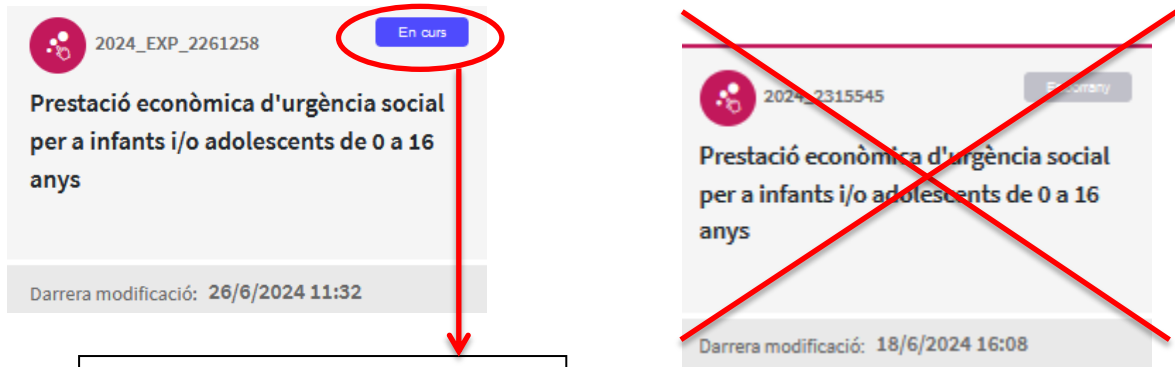 2024_EXP_2261258
En curs
Prestació econòmica d'urgència social
per a infants i/o adolescents de 0 a 16
anys
Darrera modificació: 26/6/2024 11:32
2024_2315545
Esborrany
Prestació econòmica d'urgència social
per a infants i/o adolescents de 0 a 16
anys
Darrera modificació: 18/6/2024 16:08